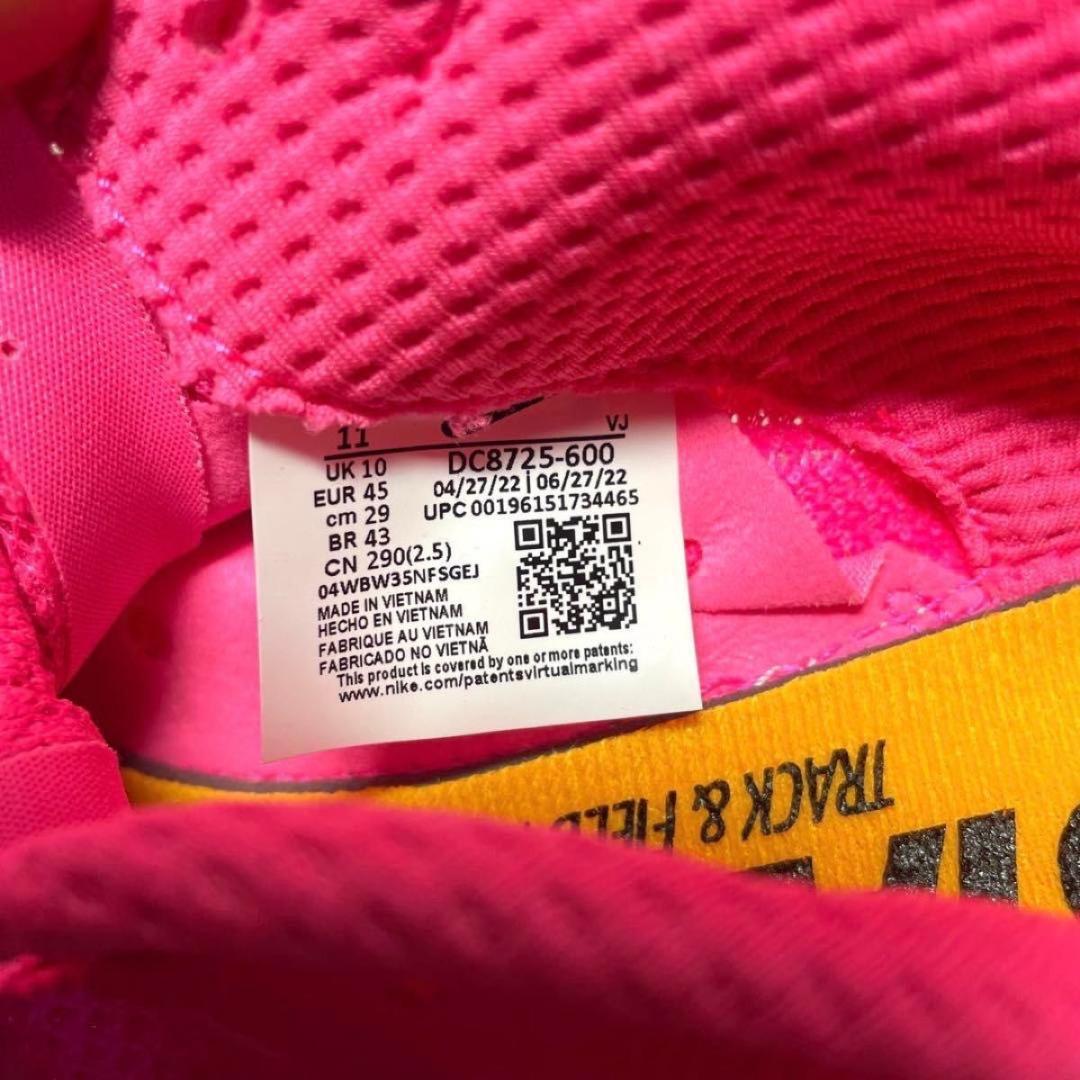 11 VJ
UK 10 DC8725-600
EUR 45 04/27/22 | 06/27/22
cm 29 UPC 00196151734465
BR 43
CN 290(2.5)
04WBW35NFSGEJ
MADE IN VIETNAM
HECHO EN VIETNAM
FABRIQUE AU VIETNAM
FABRICADO NO VIETNÃ
This product is covered by one or more patents:
www.nike.com/patentsvirtualmarking
TRACK & FIELD